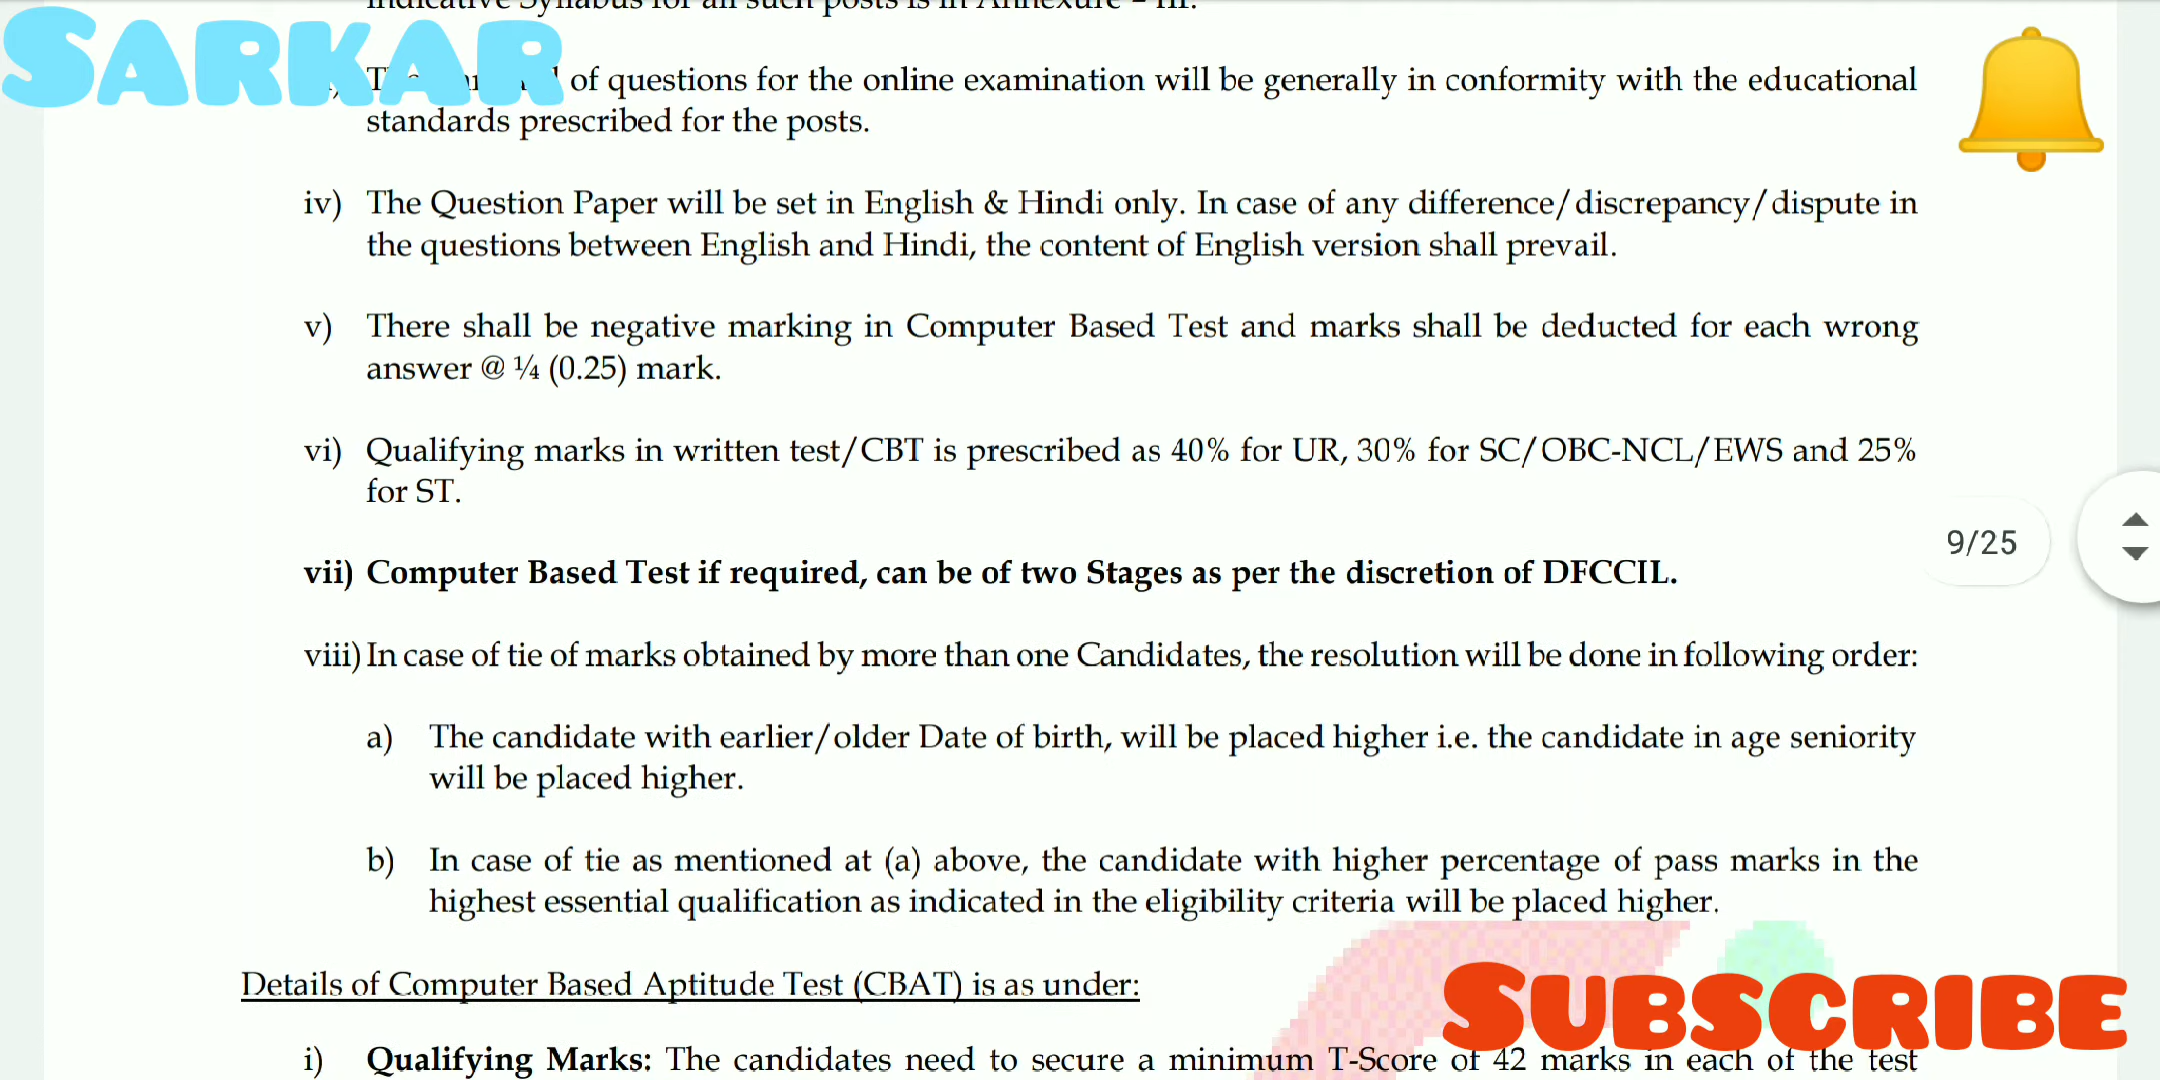 Indicative Syllabus for all such posts is in Annexure – III.
SARKAR
of questions for the online examination will be generally in conformity with the educational
standards prescribed for the posts.
iv) The Question Paper will be set in English & Hindi only. In case of any difference/discrepancy/dispute in
the questions between English and Hindi, the content of English version shall prevail.
v) There shall be negative marking in Computer Based Test and marks shall be deducted for each wrong
answer @ ¼ (0.25) mark.
vi) Qualifying marks in written test/CBT is prescribed as 40% for UR, 30% for SC/OBC-NCL/EWS and 25%
for ST.
9/25
vii) Computer Based Test if required, can be of two Stages as per the discretion of DFCCIL.
viii) In case of tie of marks obtained by more than one Candidates, the resolution will be done in following order:
a) The candidate with earlier/older Date of birth, will be placed higher i.e. the candidate in age seniority
will be placed higher.
b) In case of tie as mentioned at (a) above, the candidate with higher percentage of pass marks in the
highest essential qualification as indicated in the eligibility criteria will be placed higher.
Details of Computer Based Aptitude Test (CBAT) is as under:
SUBSCRIBE
i) Qualifying Marks: The candidates need to secure a minimum T-Score of 42 marks in each of the test